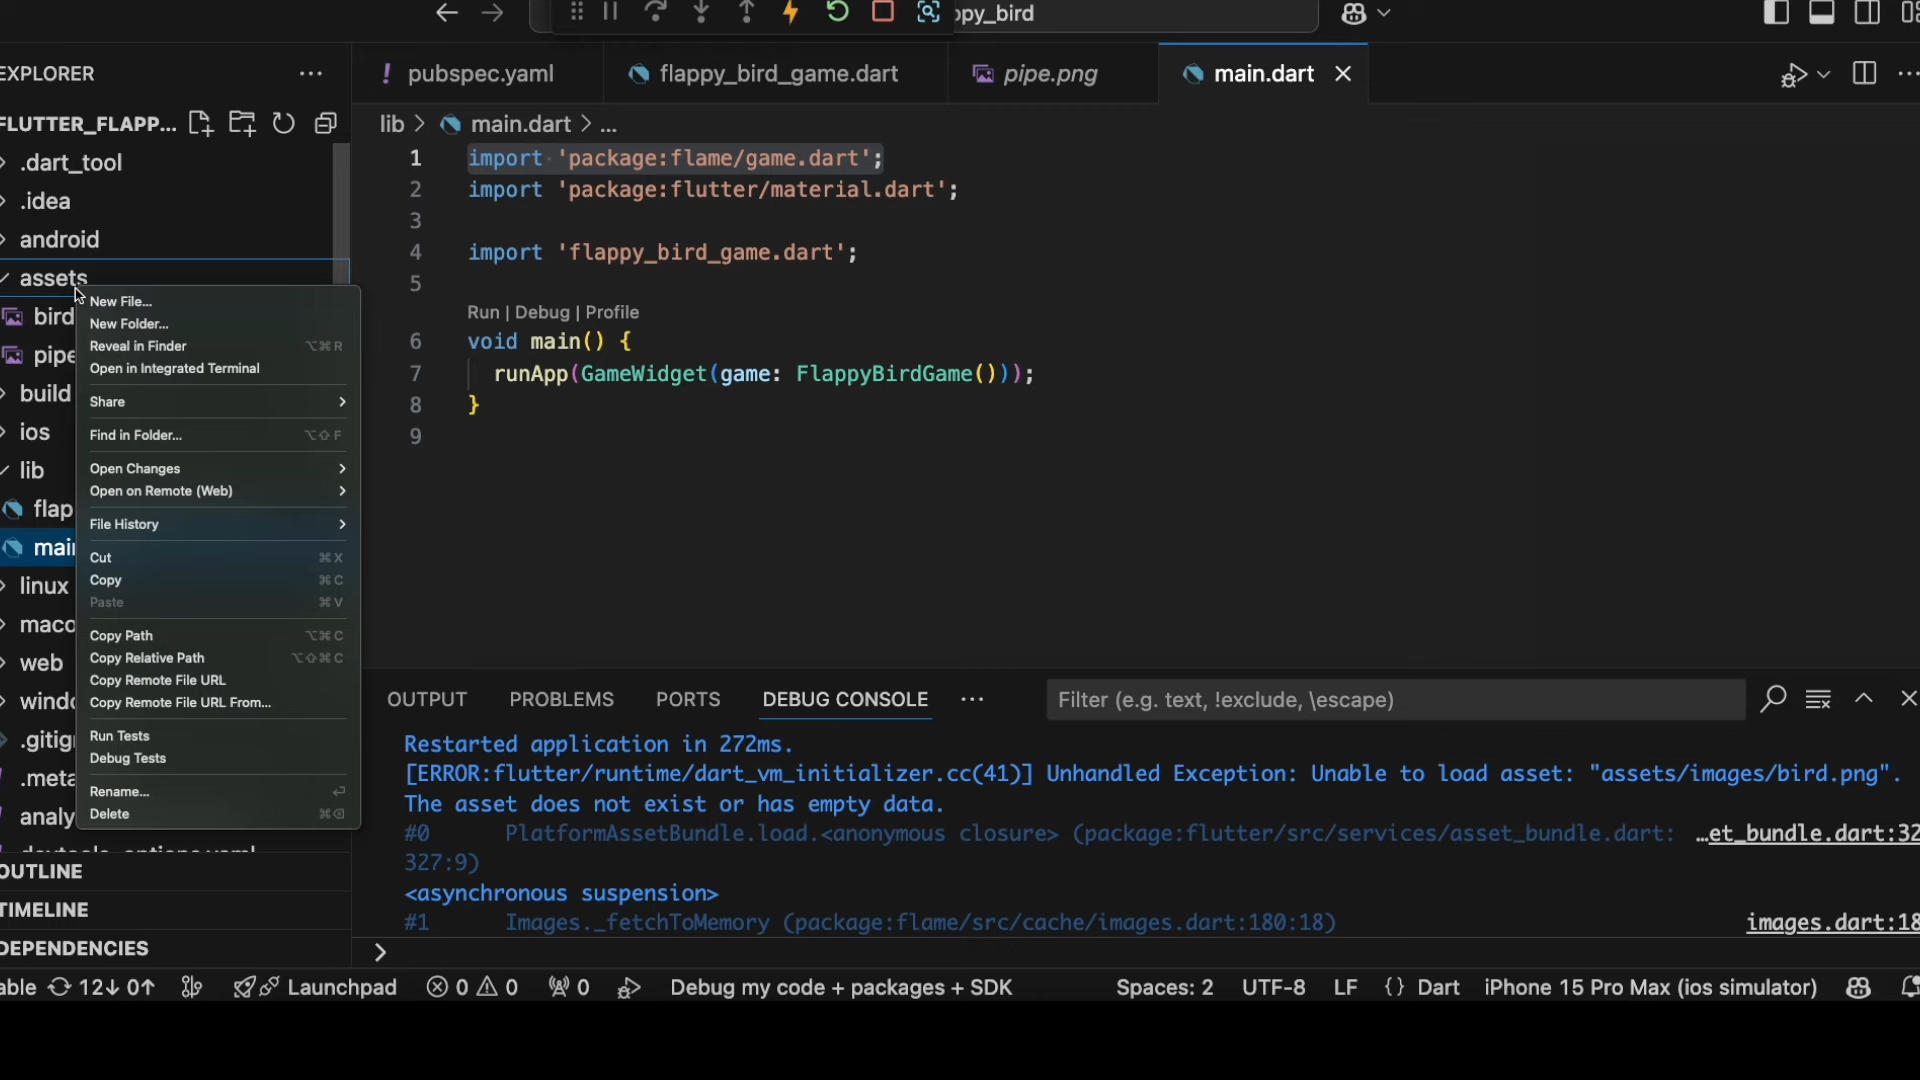 opy_bird
EXPLORER
pubspec.yaml
flappy_bird_game.dart
pipe.png
main.dart
FLUTTER_FLAPP...
lib > main.dart > ...
.dart_tool
.idea
android
assets
bird
pipe
build
ios
lib
flap
mai
linux
maco
web
windo
.gitig
.meta
analy
OUTLINE
TIMELINE
DEPENDENCIES
New File...
New Folder...
Reveal in Finder ⌥⌘R
Open in Integrated Terminal
Share
Find in Folder... ⌥⇧F
Open Changes
Open on Remote (Web)
File History
Cut ⌘X
Copy ⌘C
Paste ⌘V
Copy Path ⌥⌘C
Copy Relative Path ⌥⇧⌘C
Copy Remote File URL
Copy Remote File URL From...
Run Tests
Debug Tests
Rename... ⏎
Delete ⌘⌫
1 import 'package:flame/game.dart';
2 import 'package:flutter/material.dart';
3
4 import 'flappy_bird_game.dart';
5
Run | Debug | Profile
6 void main() {
7 runApp(GameWidget(game: FlappyBirdGame()));
8 }
9
OUTPUT PROBLEMS PORTS DEBUG CONSOLE ...
Filter (e.g. text, !exclude, \escape)
Restarted application in 272ms.
[ERROR:flutter/runtime/dart_vm_initializer.cc(41)] Unhandled Exception: Unable to load asset: "assets/images/bird.png".
The asset does not exist or has empty data.
#0 PlatformAssetBundle.load.<anonymous closure> (package:flutter/src/services/asset_bundle.dart: …et_bundle.dart:32
327:9)
<asynchronous suspension>
#1 Images._fetchToMemory (package:flame/src/cache/images.dart:180:18) images.dart:18
able 12↓ 0↑ Launchpad 0 0 0 Debug my code + packages + SDK Spaces: 2 UTF-8 LF {} Dart iPhone 15 Pro Max (ios simulator)